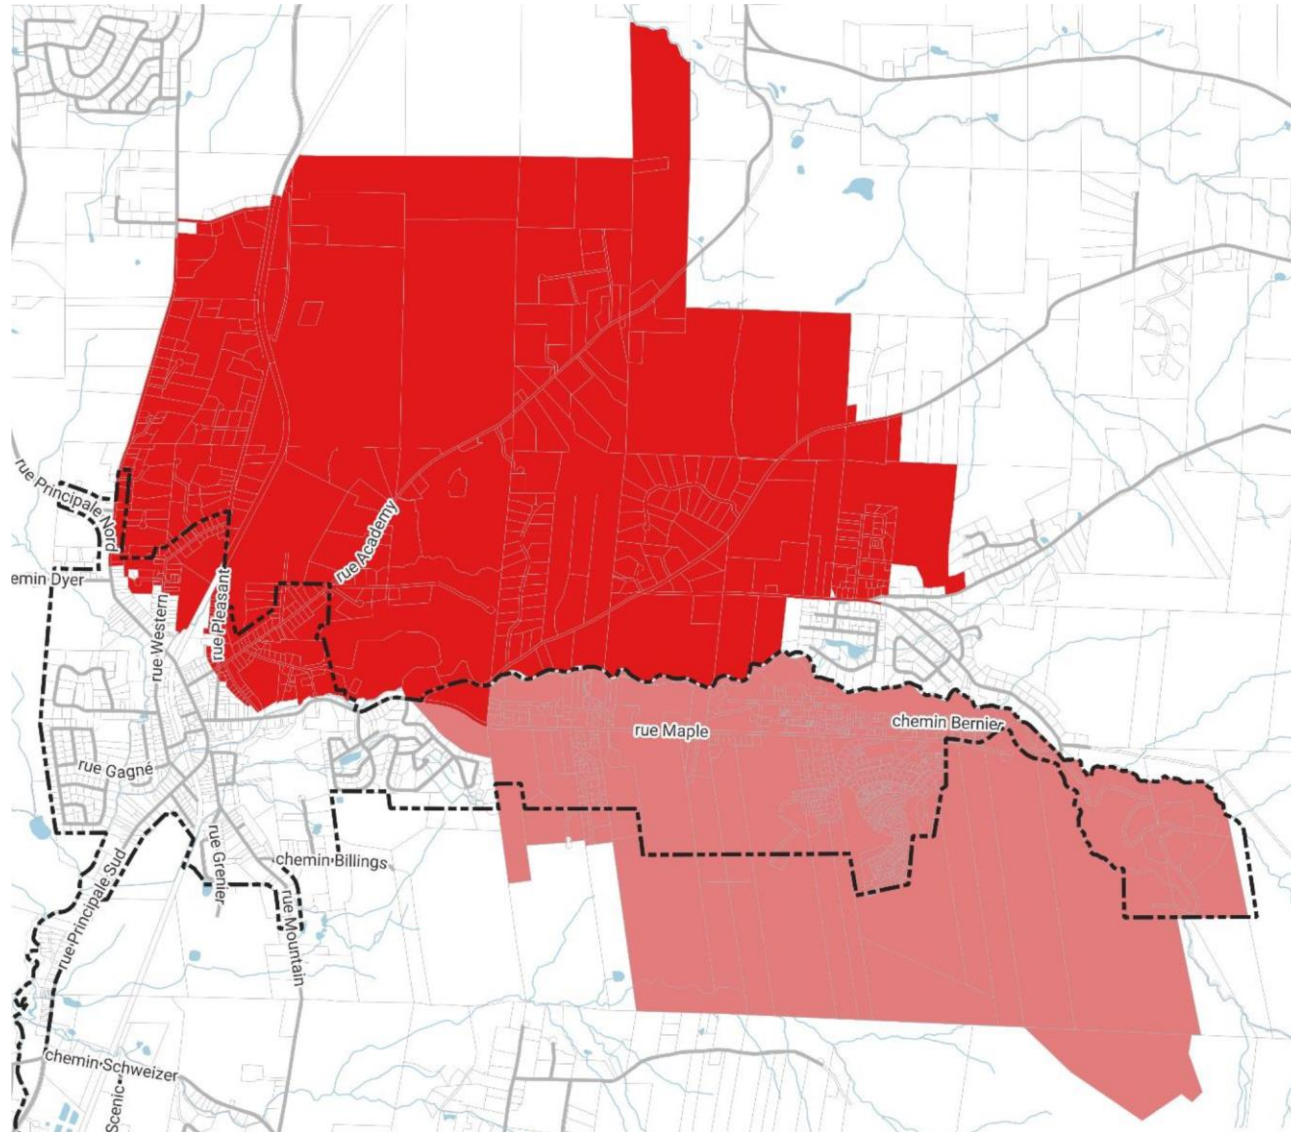 rue Principale Nord
emin Dyer
rue Western
rue Pleasant
rue Academy
rue Maple
chemin Bernier
rue Gagné
rue Grenier
chemin Billings
rue Principale Sud
rue Mountain
chemin Schweizer
Scenic